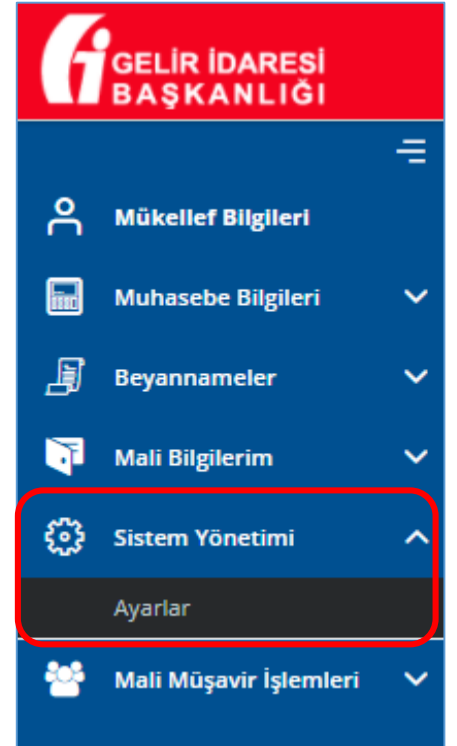 GELİR İDARESİ
BAŞKANLIĞI
Mükellef Bilgileri
Muhasebe Bilgileri
Beyannameler
Mali Bilgilerim
Sistem Yönetimi
Ayarlar
Mali Müşavir İşlemleri